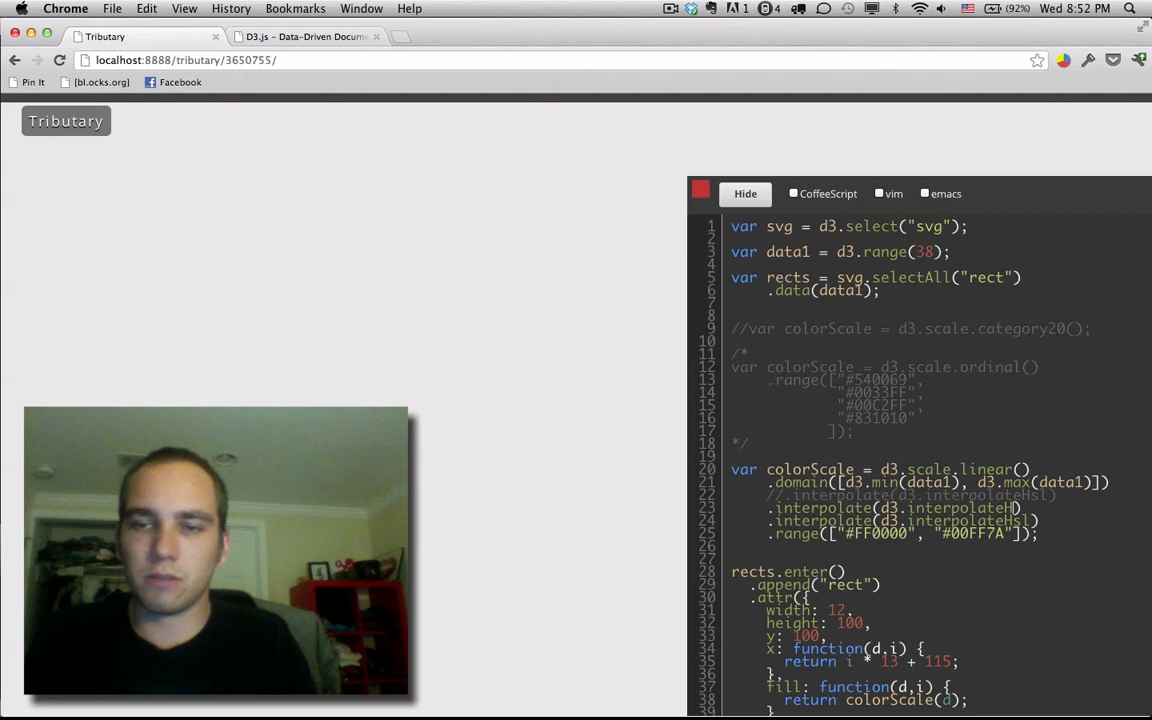 Chrome File Edit View History Bookmarks Window Help 1 4 (92%) Wed 8:52 PM
Tributary D3.js – Data-Driven Docume
localhost:8888/tributary/3650755/
Pin It [bl.ocks.org] Facebook
Tributary
Hide CoffeeScript vim emacs
1 var svg = d3.select("svg");
2
3 var data1 = d3.range(38);
4
5 var rects = svg.selectAll("rect")
6 .data(data1);
7
8
9 //var colorScale = d3.scale.category20();
10
11 /*
12 var colorScale = d3.scale.ordinal()
13 .range(["#540069",
14 "#0033FF",
15 "#00C2FF",
16 "#831010"
17 ]);
18 */
19
20 var colorScale = d3.scale.linear()
21 .domain([d3.min(data1), d3.max(data1)])
22 //.interpolate(d3.interpolateHsl)
23 .interpolate(d3.interpolateH)
24 .interpolate(d3.interpolateHsl)
25 .range(["#FF0000", "#00FF7A"]);
26
27
28 rects.enter()
29 .append("rect")
30 .attr({
31 width: 12,
32 height: 100,
33 y: 100,
34 x: function(d,i) {
35 return i * 13 + 115;
36 },
37 fill: function(d,i) {
38 return colorScale(d);
39 }